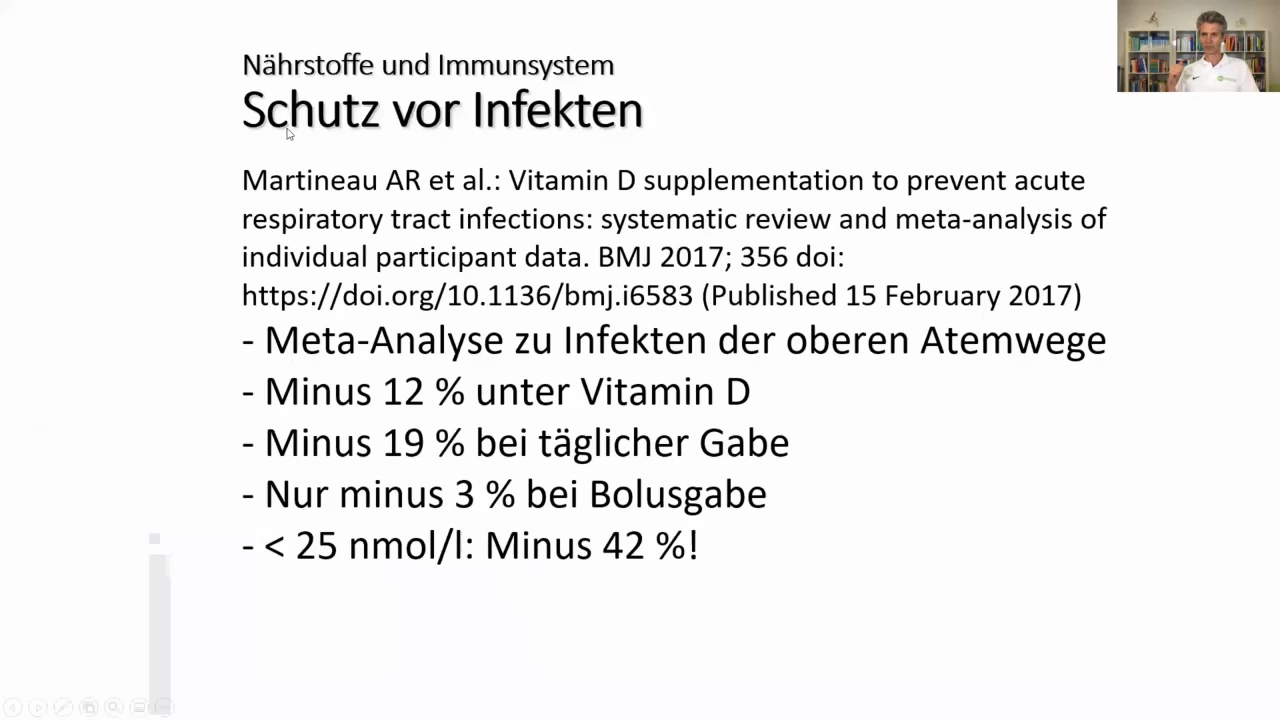 Nährstoffe und Immunsystem
Schutz vor Infekten
Martineau AR et al.: Vitamin D supplementation to prevent acute
respiratory tract infections: systematic review and meta-analysis of
individual participant data. BMJ 2017; 356 doi:
https://doi.org/10.1136/bmj.i6583 (Published 15 February 2017)
- Meta-Analyse zu Infekten der oberen Atemwege
- Minus 12 % unter Vitamin D
- Minus 19 % bei täglicher Gabe
- Nur minus 3 % bei Bolusgabe
- < 25 nmol/l: Minus 42 %!